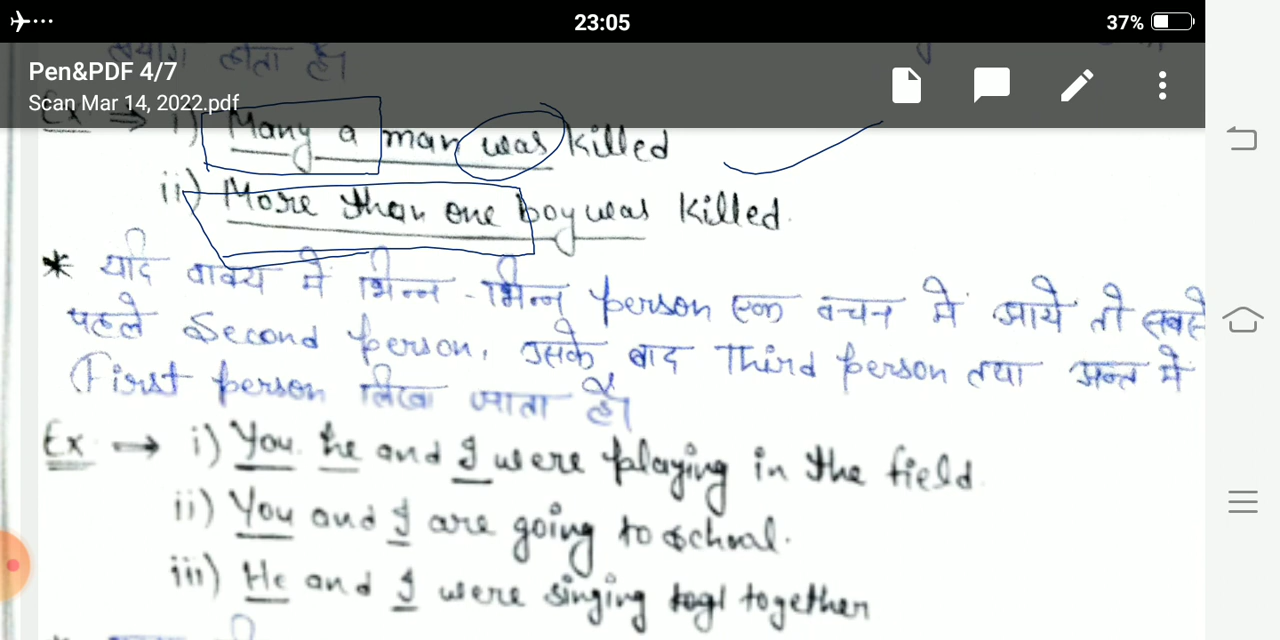 23:05
37%
होता है।
Pen&PDF 4/7
Scan Mar 14, 2022.pdf
Ex ⇒ i) Many a man was killed
ii) More than one boy was killed.
* यदि वाक्य में भिन्न - भिन्न person एक वचन में आये तो सबसे
पहले Second person, उसके बाद Third person तथा अन्त में
First person लिखा जाता है।
Ex → i) You he and I were playing in the field.
ii) You and I are going to school.
iii) He and I were singing together